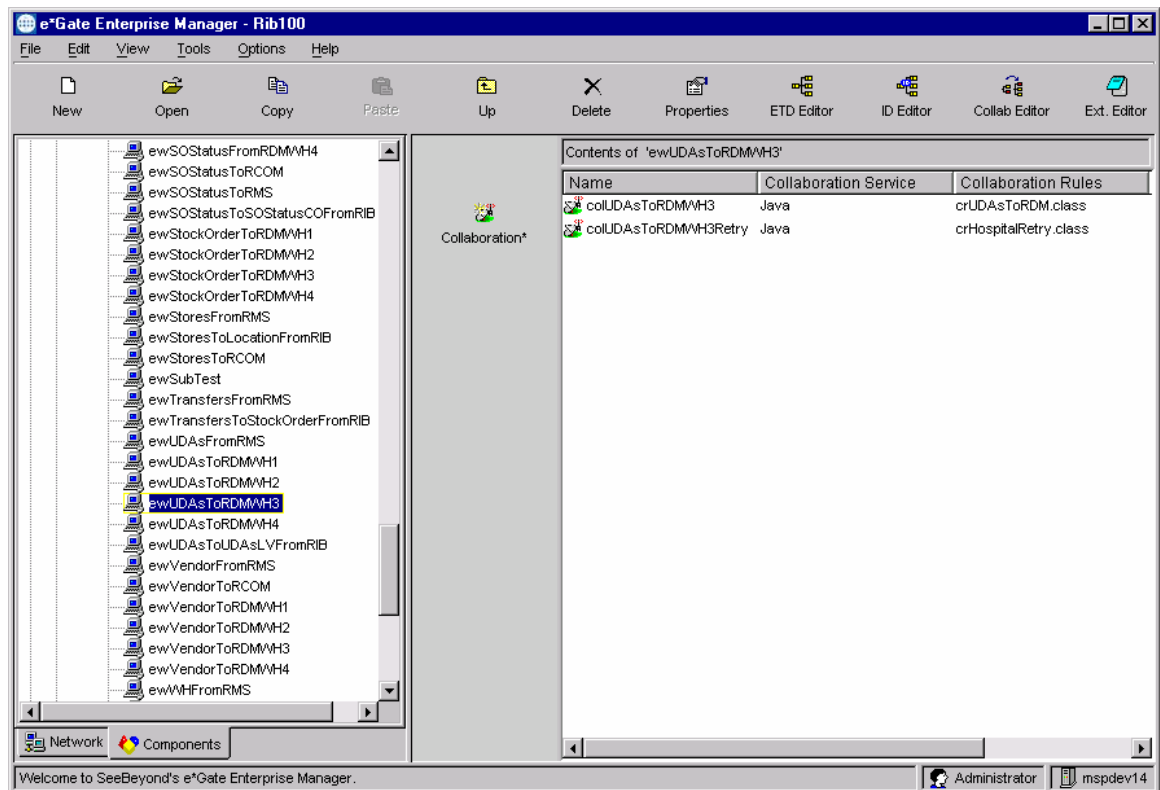 e*Gate Enterprise Manager - Rib100
File Edit View Tools Options Help
New Open Copy Paste Up Delete Properties ETD Editor ID Editor Collab Editor Ext. Editor
ewSOStatusFromRDMWH4
ewSOStatusToRCOM
ewSOStatusToRMS
ewSOStatusToSOStatusCOFromRIB
ewStockOrderToRDMWH1
ewStockOrderToRDMWH2
ewStockOrderToRDMWH3
ewStockOrderToRDMWH4
ewStoresFromRMS
ewStoresToLocationFromRIB
ewStoresToRCOM
ewSubTest
ewTransfersFromRMS
ewTransfersToStockOrderFromRIB
ewUDAsFromRMS
ewUDAsToRDMWH1
ewUDAsToRDMWH2
ewUDAsToRDMWH3
ewUDAsToRDMWH4
ewUDAsToUDAsLVFromRIB
ewVendorFromRMS
ewVendorToRCOM
ewVendorToRDMWH1
ewVendorToRDMWH2
ewVendorToRDMWH3
ewVendorToRDMWH4
ewWHFromRMS
Network Components
Collaboration*
Contents of 'ewUDAsToRDMWH3'
Name Collaboration Service Collaboration Rules
colUDAsToRDMWH3 Java crUDAsToRDM.class
colUDAsToRDMWH3Retry Java crHospitalRetry.class
Welcome to SeeBeyond's e*Gate Enterprise Manager. Administrator mspdev14